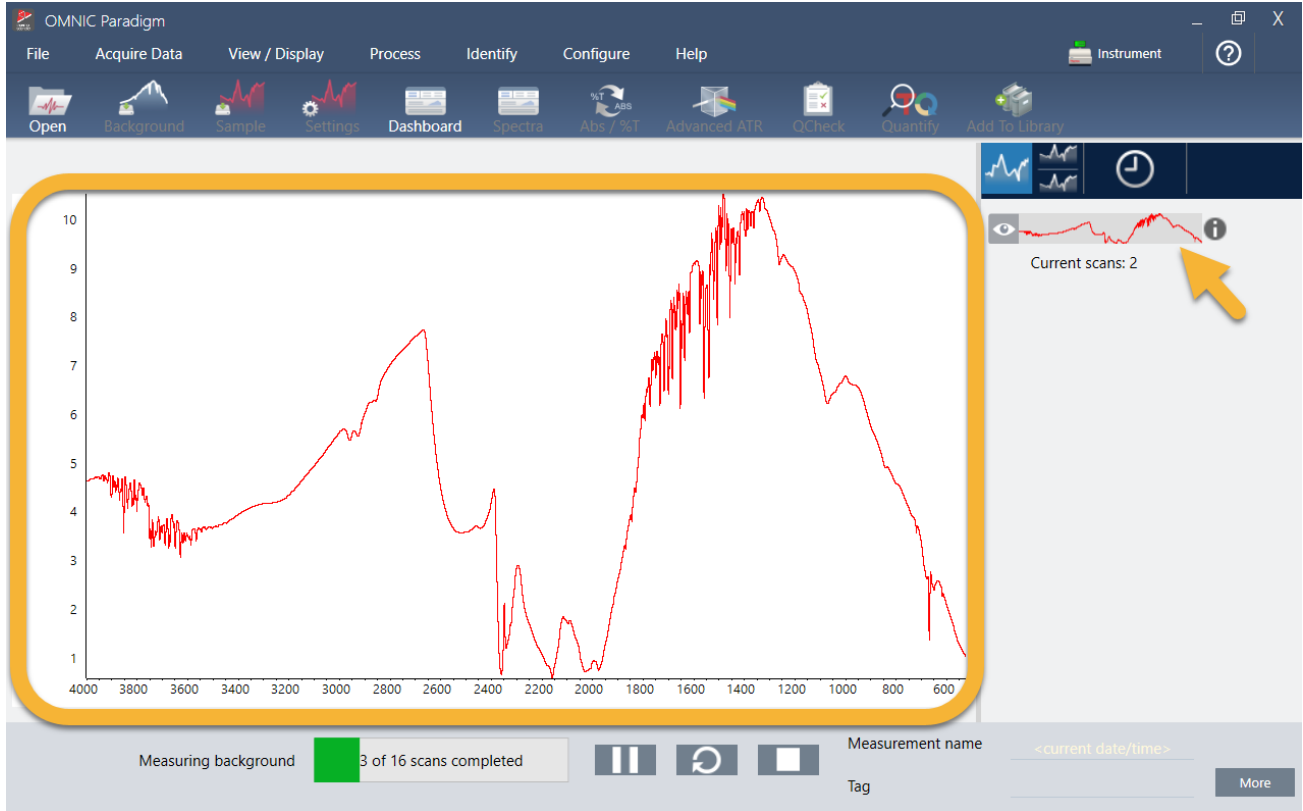 OMNIC Paradigm
File Acquire Data View / Display Process Identify Configure Help Instrument
Open Background Sample Settings Dashboard Spectra %T ABS Abs / %T Advanced ATR QCheck Quantify Add To Library
Current scans: 2
10
9
8
7
6
5
4
3
2
1
4000 3800 3600 3400 3200 3000 2800 2600 2400 2200 2000 1800 1600 1400 1200 1000 800 600
Measuring background 3 of 16 scans completed
Measurement name <current date/time>
Tag
More